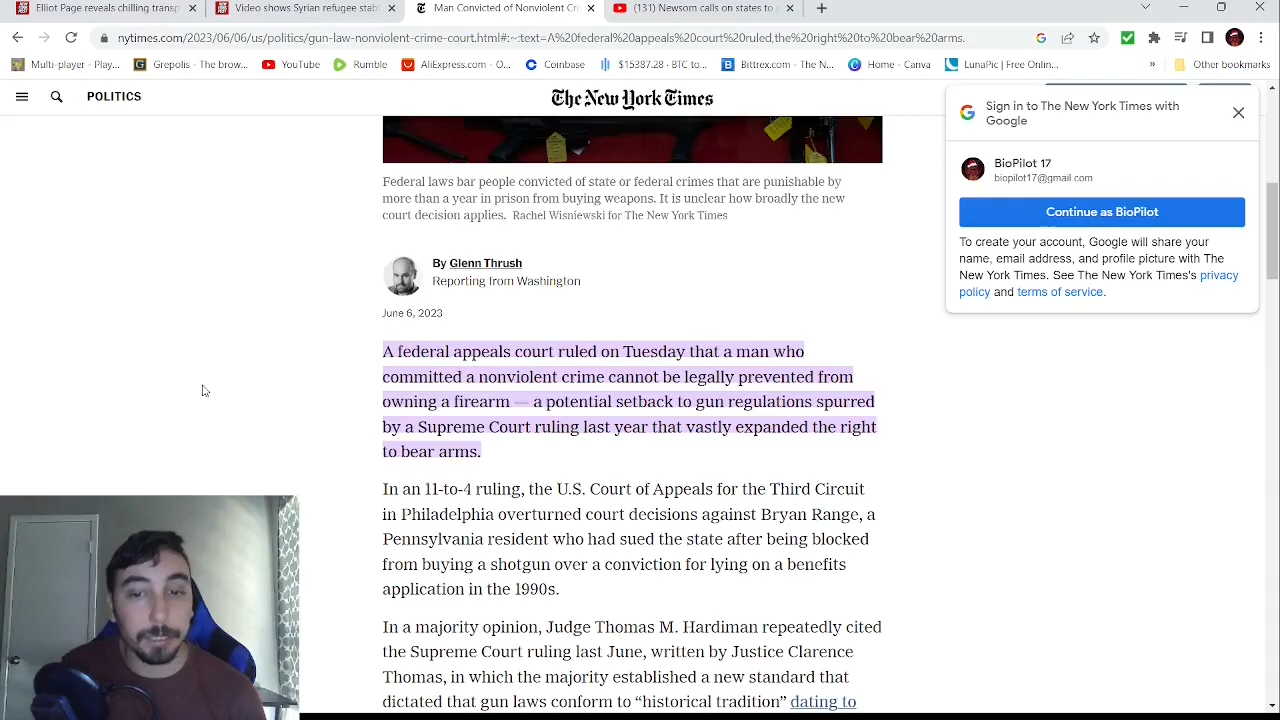 Elliot Page reveals chilling transp
Video shows Syrian refugee stabl
Man Convicted of Nonviolent Cri
(131) Newsom calls on states to
nytimes.com/2023/06/06/us/politics/gun-law-nonviolent-crime-court.html#:~:text=A%20federal%20appeals%20court%20ruled,the%20right%20to%20bear%20arms.
Multi-player - Play...
Grepolis - The brow...
YouTube
Rumble
AliExpress.com - O...
Coinbase
$15387.28 - BTC to...
Bittrex.com - The N...
Home - Canva
LunaPic | Free Onlin...
»
Other bookmarks
POLITICS
The New York Times
Sign in to The New York Times with
Google
BioPilot 17
biopilot17@gmail.com
Continue as BioPilot
To create your account, Google will share your
name, email address, and profile picture with The
New York Times. See The New York Times's privacy
policy and terms of service.
Federal laws bar people convicted of state or federal crimes that are punishable by
more than a year in prison from buying weapons. It is unclear how broadly the new
court decision applies. Rachel Wisniewski for The New York Times
By Glenn Thrush
Reporting from Washington
June 6, 2023
A federal appeals court ruled on Tuesday that a man who
committed a nonviolent crime cannot be legally prevented from
owning a firearm — a potential setback to gun regulations spurred
by a Supreme Court ruling last year that vastly expanded the right
to bear arms.
In an 11-to-4 ruling, the U.S. Court of Appeals for the Third Circuit
in Philadelphia overturned court decisions against Bryan Range, a
Pennsylvania resident who had sued the state after being blocked
from buying a shotgun over a conviction for lying on a benefits
application in the 1990s.
In a majority opinion, Judge Thomas M. Hardiman repeatedly cited
the Supreme Court ruling last June, written by Justice Clarence
Thomas, in which the majority established a new standard that
dictated that gun laws conform to “historical tradition” dating to